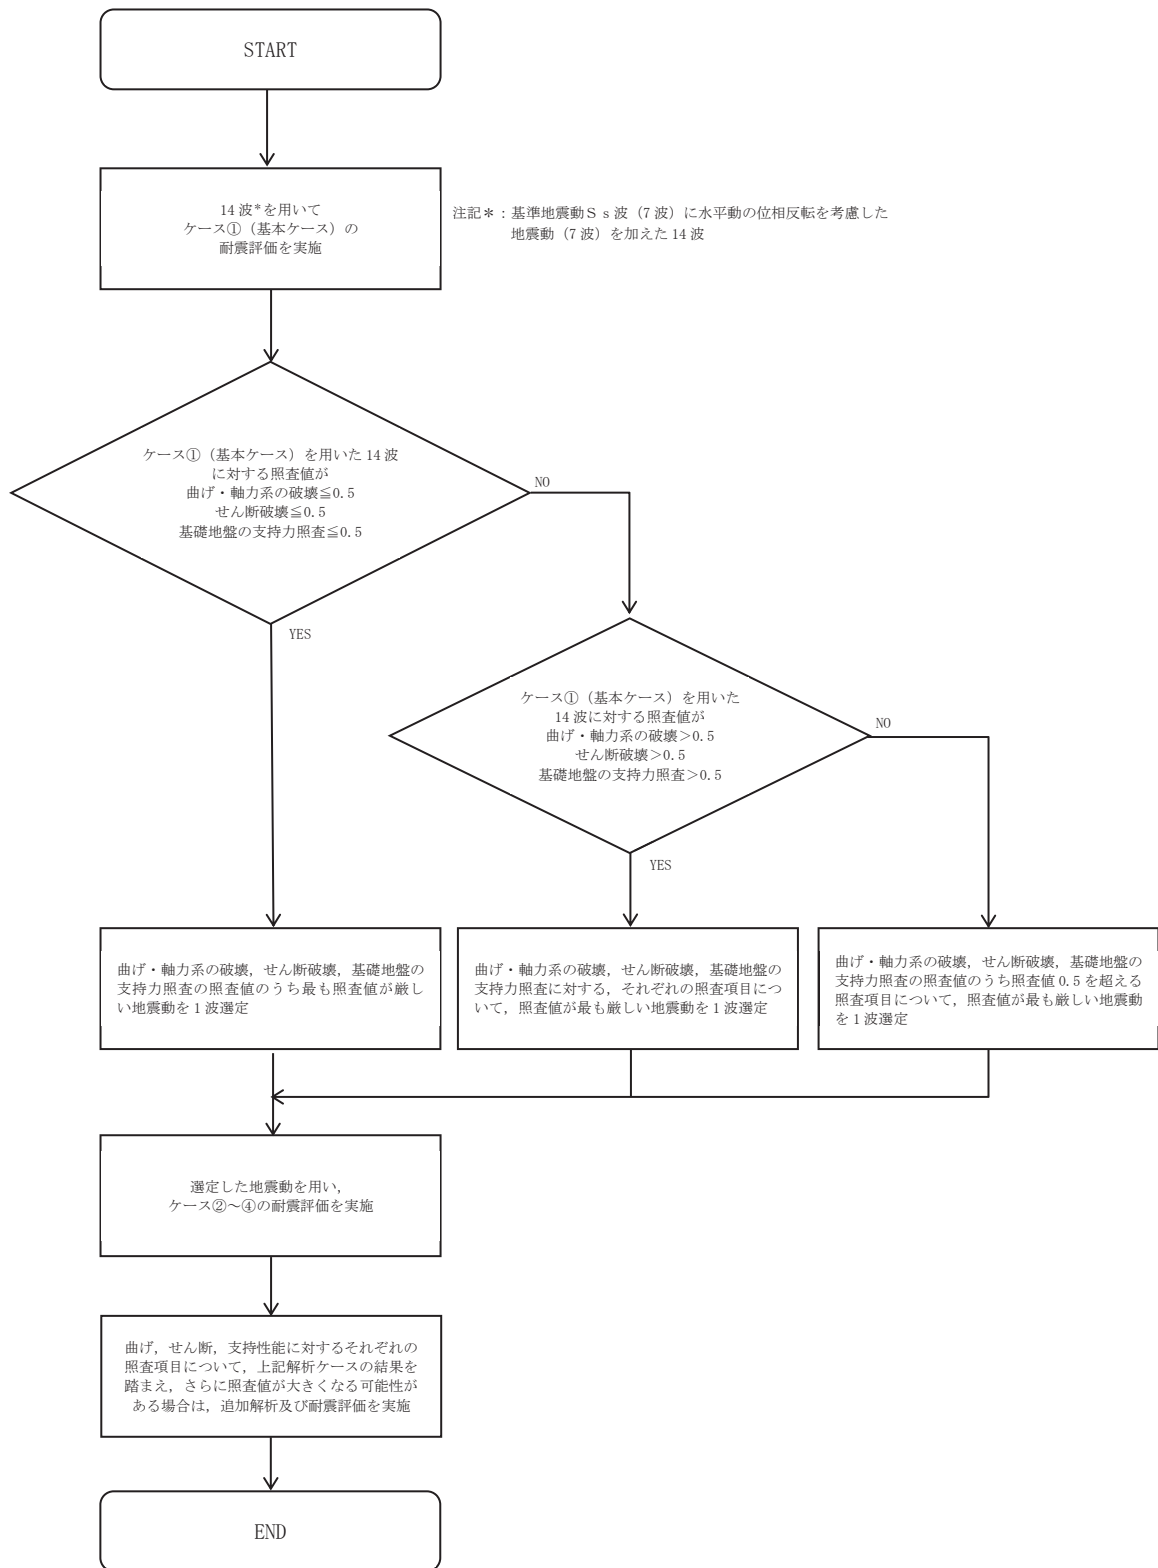 START
14波*を用いて
ケース①（基本ケース）の
耐震評価を実施
注記＊：基準地震動Ｓｓ波（7波）に水平動の位相反転を考慮した
地震動（7波）を加えた14波
ケース①（基本ケース）を用いた14波
に対する照査値が
曲げ・軸力系の破壊≦0.5
せん断破壊≦0.5
基礎地盤の支持力照査≦0.5
NO
YES
ケース①（基本ケース）を用いた
14波に対する照査値が
曲げ・軸力系の破壊＞0.5
せん断破壊＞0.5
基礎地盤の支持力照査＞0.5
NO
YES
曲げ・軸力系の破壊，せん断破壊，基礎地盤の
支持力照査の照査値のうち最も照査値が厳し
い地震動を1波選定
曲げ・軸力系の破壊，せん断破壊，基礎地盤の
支持力照査に対する，それぞれの照査項目につ
いて，照査値が最も厳しい地震動を1波選定
曲げ・軸力系の破壊，せん断破壊，基礎地盤の
支持力照査の照査値のうち照査値0.5を超える
照査項目について，照査値が最も厳しい地震動
を1波選定
選定した地震動を用い，
ケース②～④の耐震評価を実施
曲げ，せん断，支持性能に対するそれぞれの
照査項目について，上記解析ケースの結果を
踏まえ，さらに照査値が大きくなる可能性が
ある場合は，追加解析及び耐震評価を実施
END